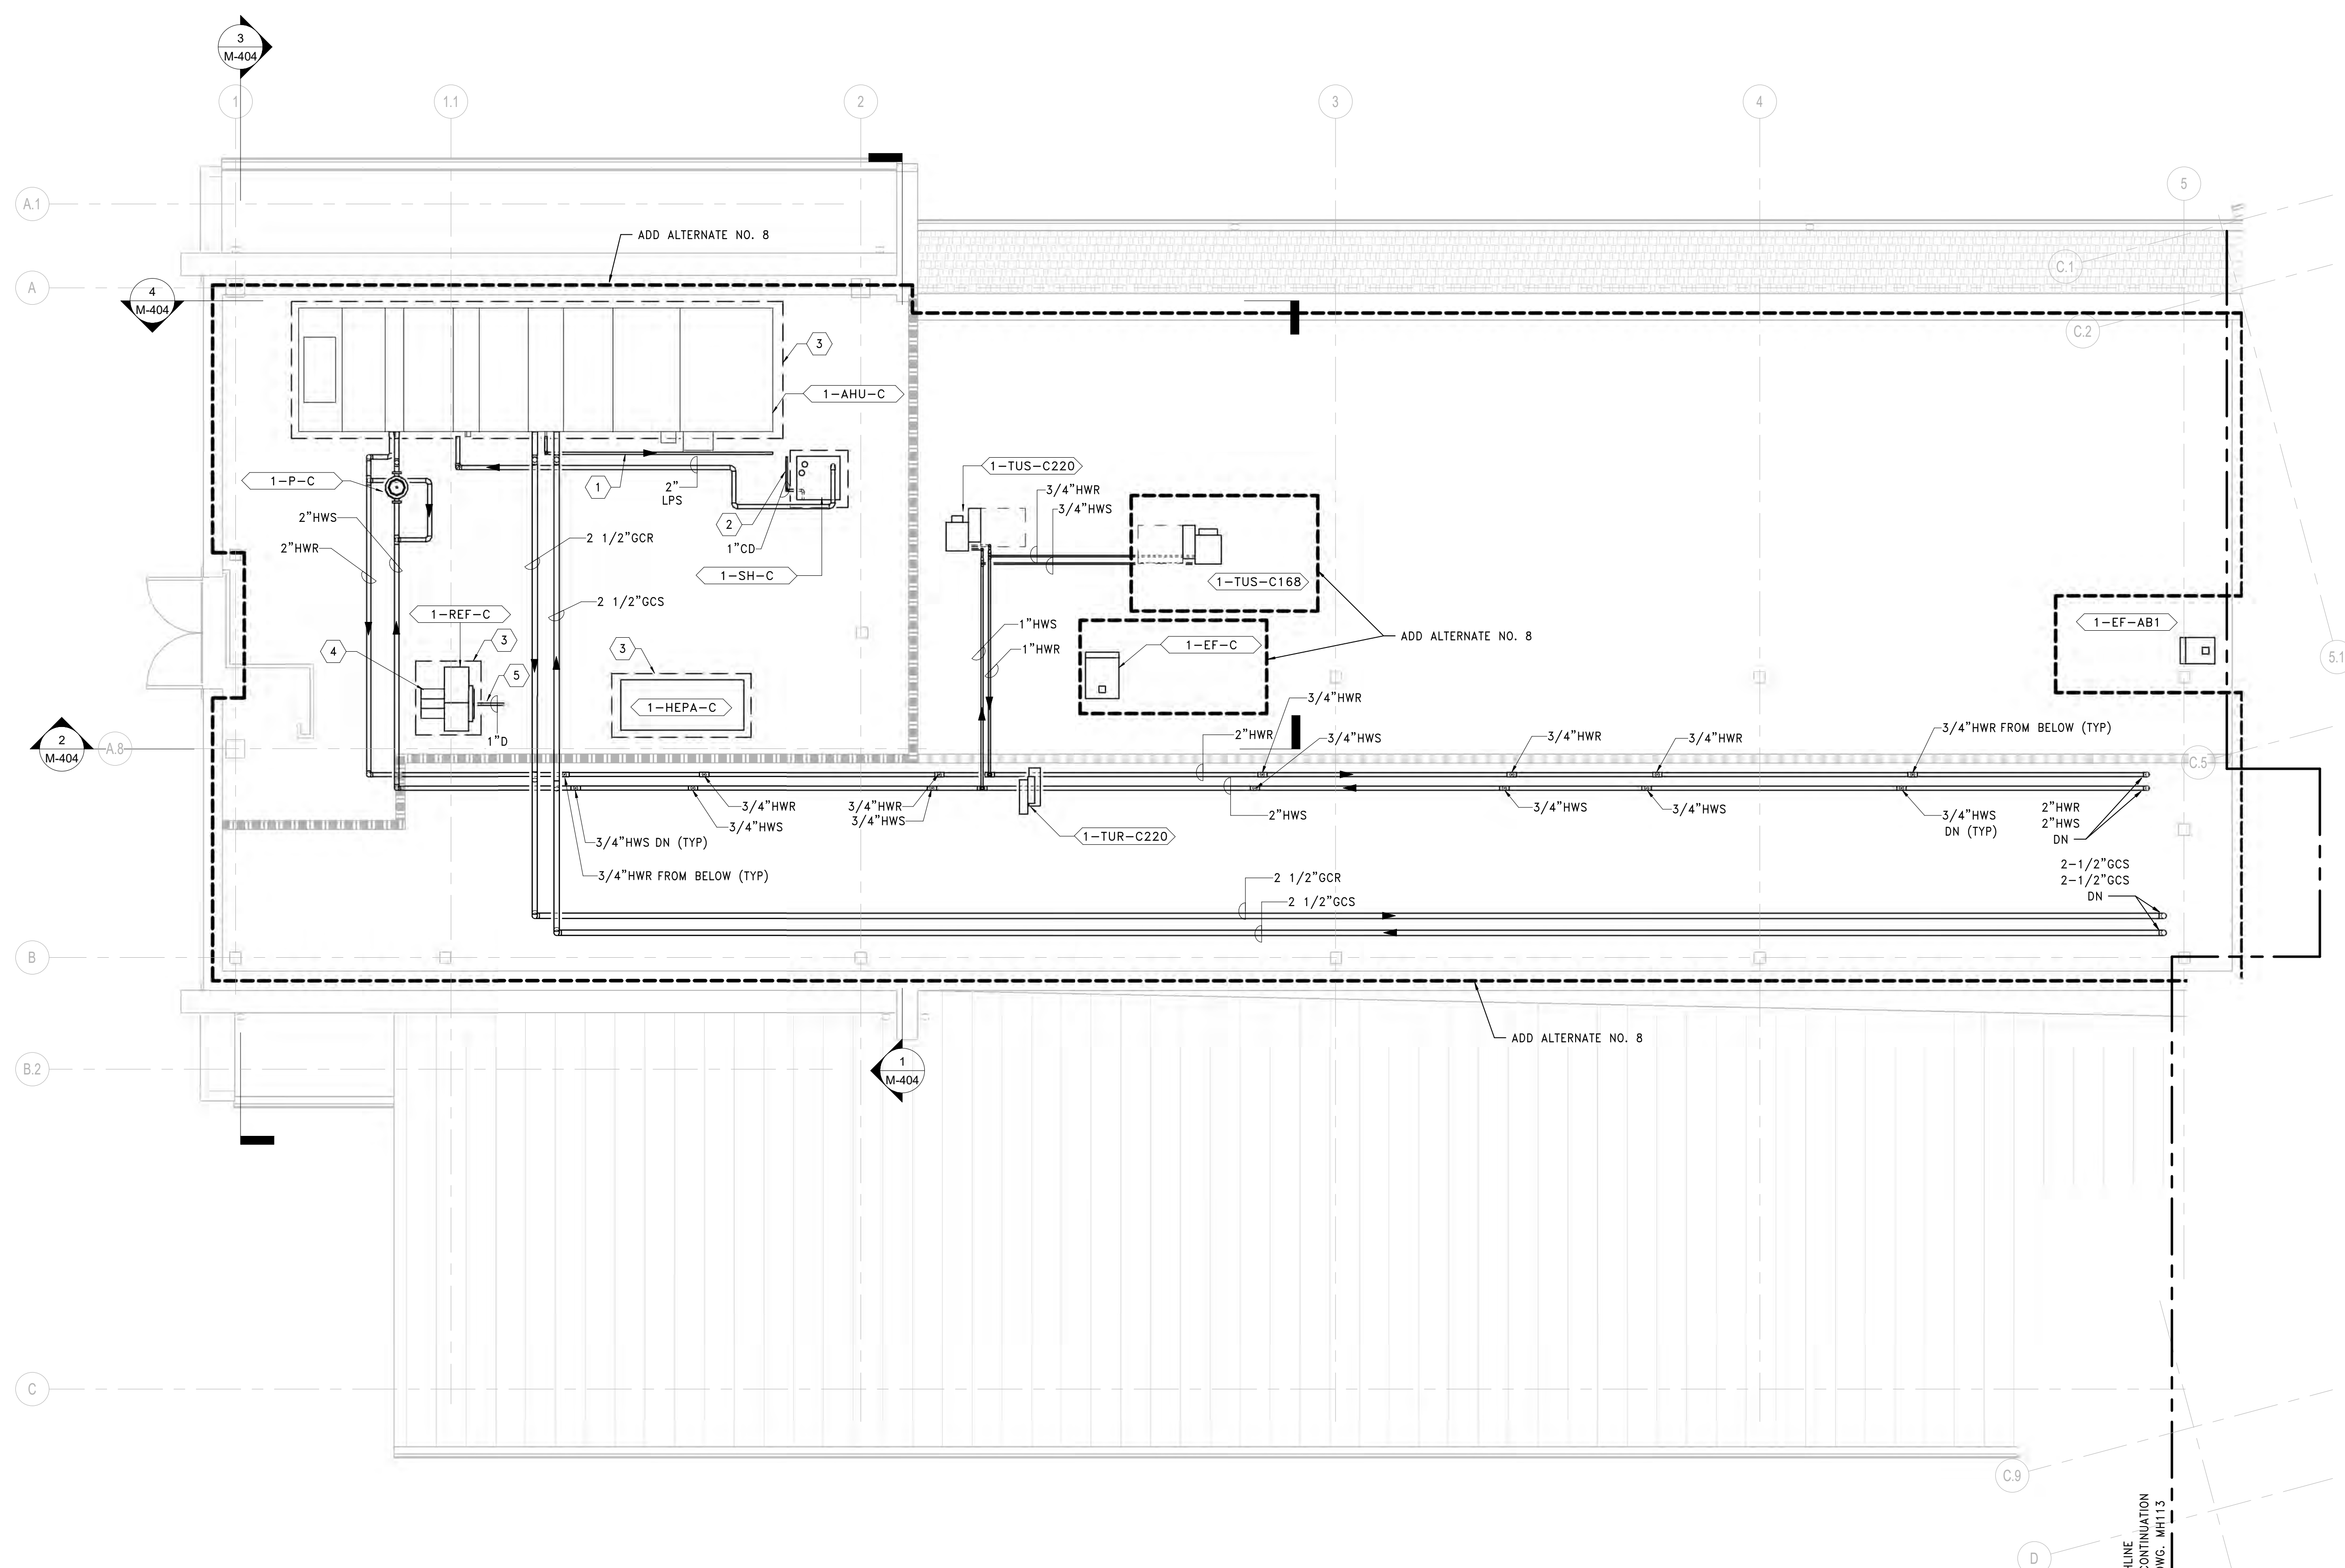 3
M-404
1
1.1
2
3
4
5
A.1
ADD ALTERNATE NO. 8
C.1
A
4
M-404
C.2
3
1-AHU-C
1-TUS-C220
1-P-C
1
2"
LPS
3/4"HWR
3/4"HWS
2"HWS
2
1"CD
2"HWR
2 1/2"GCR
1-SH-C
1-TUS-C168
2 1/2"GCS
1-REF-C
1"HWS
ADD ALTERNATE NO. 8
1-EF-AB1
4
3
3
1"HWR
1-EF-C
5.1
5
1-HEPA-C
3/4"HWR
1"D
2
M-404
A.8
2"HWR
3/4"HWS
3/4"HWR
3/4"HWR
3/4"HWR FROM BELOW (TYP)
C.5
3/4"HWR
3/4"HWR
3/4"HWS
3/4"HWS
3/4"HWS
2"HWS
3/4"HWS
3/4"HWS
DN (TYP)
2"HWR
2"HWS
DN
1-TUR-C220
3/4"HWS DN (TYP)
3/4"HWR FROM BELOW (TYP)
2 1/2"GCR
2 1/2"GCS
2-1/2"GCS
2-1/2"GCS
DN
B
ADD ALTERNATE NO. 8
B.2
1
M-404
C
C.9
D
HLINE
CONTINUATION
DWG. MH113